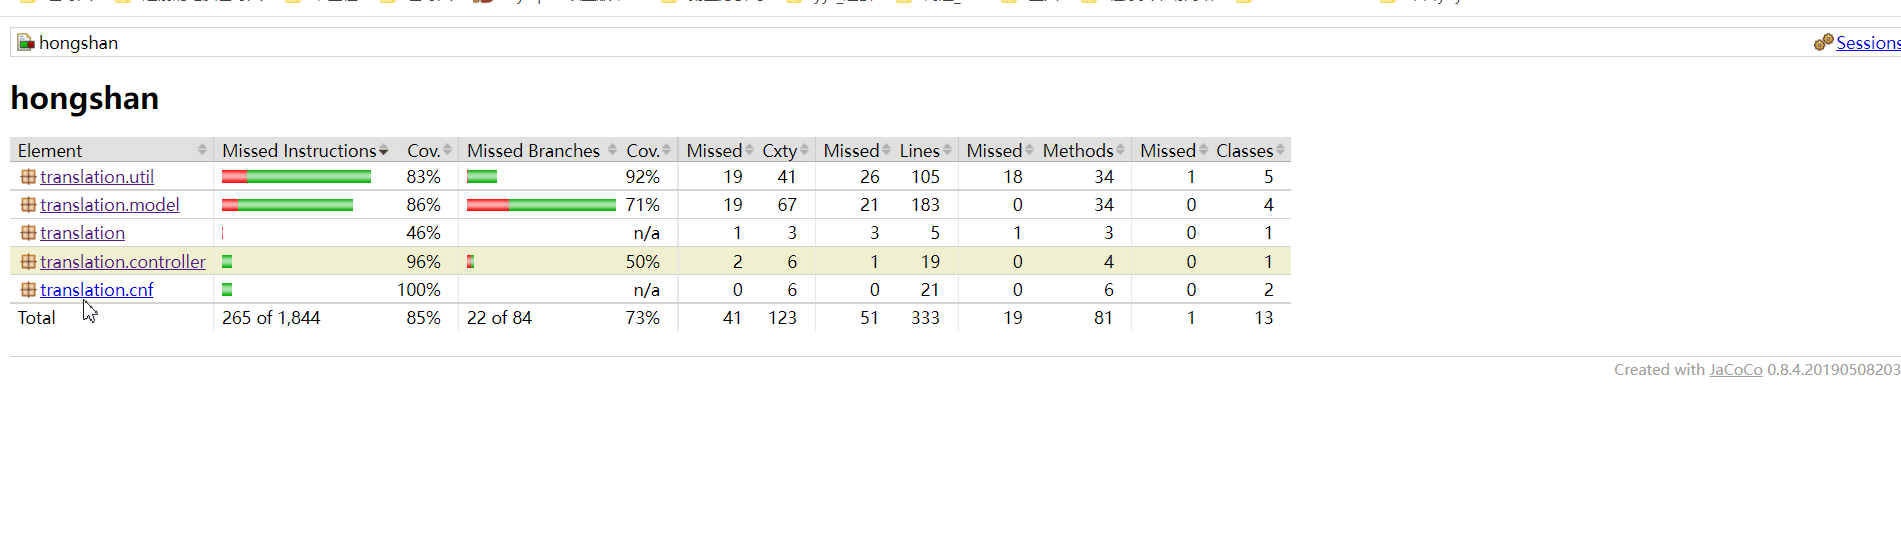 hongshan
Sessions
hongshan
Element Missed Instructions Cov. Missed Branches Cov. Missed Cxty Missed Lines Missed Methods Missed Classes
translation.util 83% 92% 19 41 26 105 18 34 1 5
translation.model 86% 71% 19 67 21 183 0 34 0 4
translation 46% n/a 1 3 3 5 1 3 0 1
translation.controller 96% 50% 2 6 1 19 0 4 0 1
translation.cnf 100% n/a 0 6 0 21 0 6 0 2
Total 265 of 1,844 85% 22 of 84 73% 41 123 51 333 19 81 1 13
Created with JaCoCo 0.8.4.20190508203